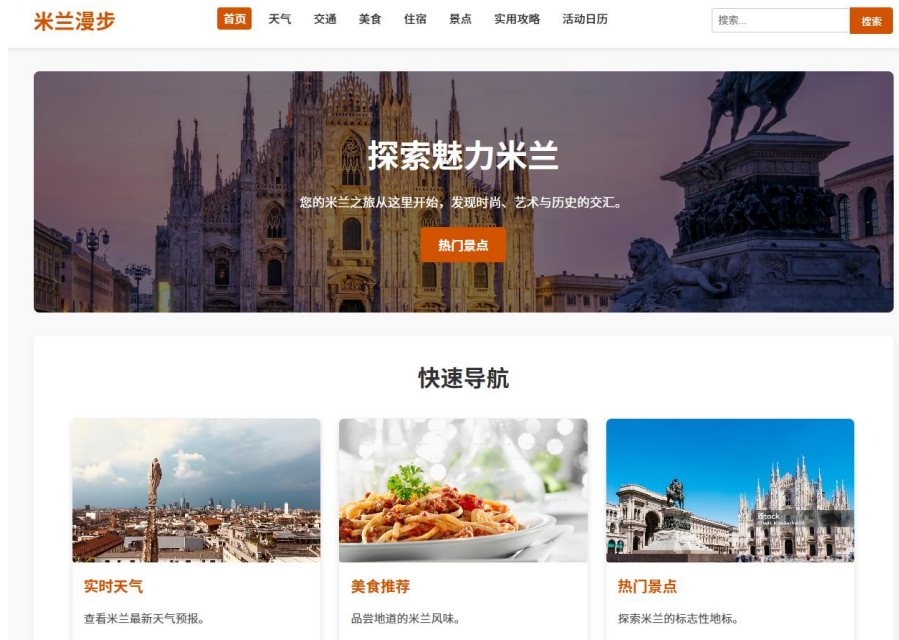 米兰漫步
首页 天气 交通 美食 住宿 景点 实用攻略 活动日历
搜索... 搜索
探索魅力米兰
您的米兰之旅从这里开始，发现时尚、艺术与历史的交汇。
热门景点
快速导航
iStock
实时天气
美食推荐
热门景点
查看米兰最新天气预报。
品尝地道的米兰风味。
探索米兰的标志性地标。